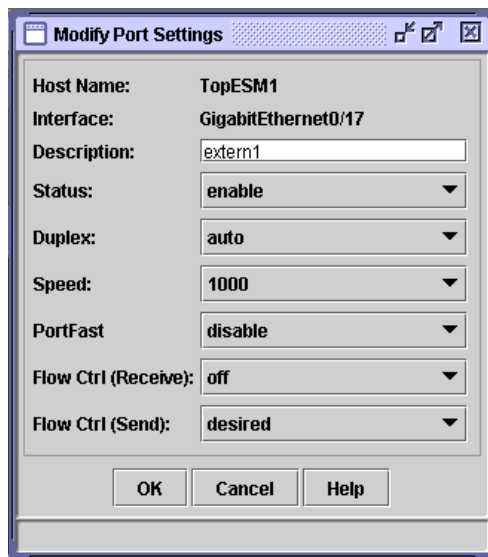 Modify Port Settings
Host Name: TopESM1
Interface: GigabitEthernet0/17
Description: extern1
Status: enable
Duplex: auto
Speed: 1000
PortFast disable
Flow Ctrl (Receive): off
Flow Ctrl (Send): desired
OK Cancel Help